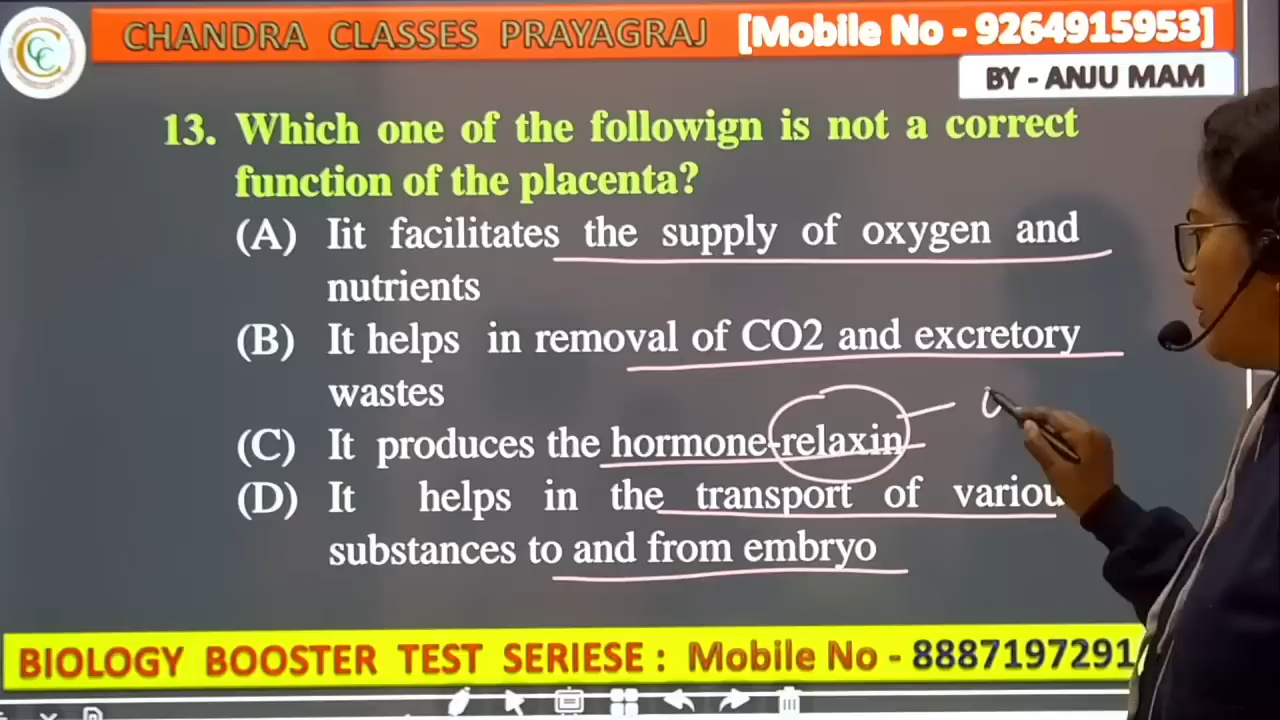 CHANDRA CLASSES PRAYAGRAJ [Mobile No - 9264915953]
CCC
BY - ANJU MAM
13. Which one of the followign is not a correct
function of the placenta?
(A) Iit facilitates the supply of oxygen and
nutrients
(B) It helps in removal of CO2 and excretory
wastes
(C) It produces the hormone-relaxin
(D) It helps in the transport of variou
substances to and from embryo
BIOLOGY BOOSTER TEST SERIESE : Mobile No - 8887197291